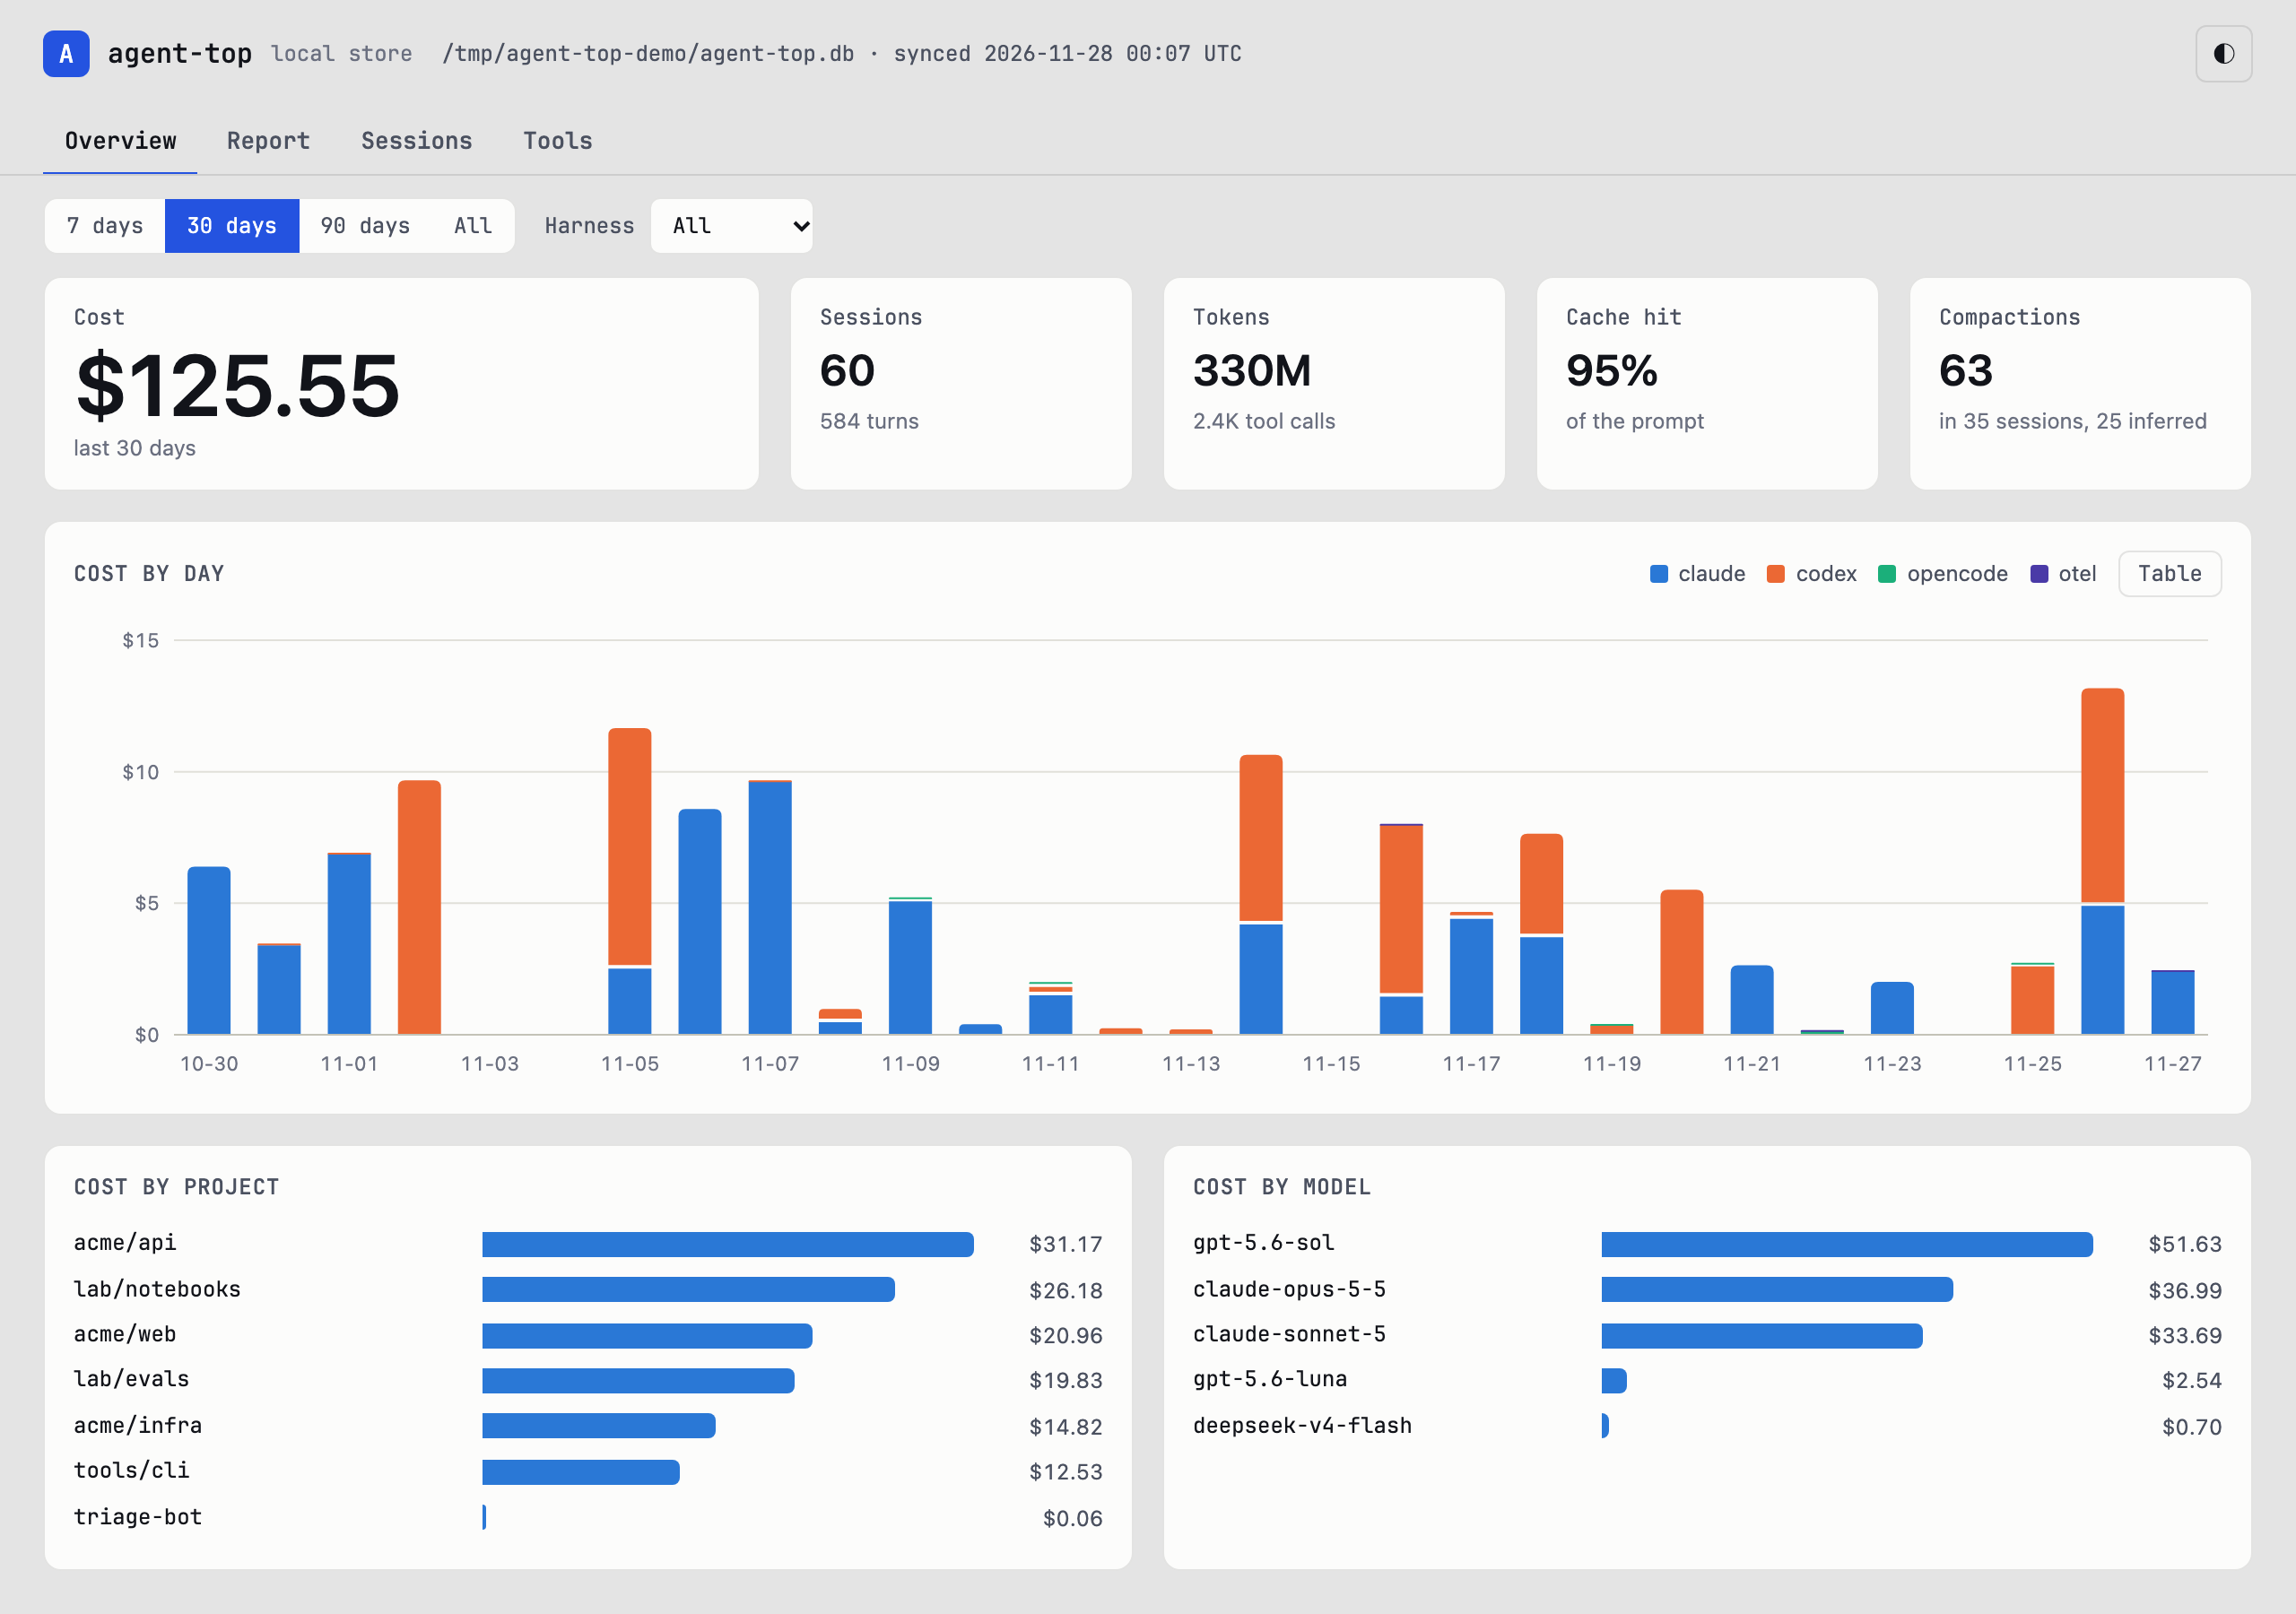 A agent-top local store /tmp/agent-top-demo/agent-top.db · synced 2026-11-28 00:07 UTC
Overview Report Sessions Tools
7 days 30 days 90 days All Harness All
Cost
$125.55
last 30 days
Sessions
60
584 turns
Tokens
330M
2.4K tool calls
Cache hit
95%
of the prompt
Compactions
63
in 35 sessions, 25 inferred
COST BY DAY
claude codex opencode otel Table
$15
$10
$5
$0
10-30 11-01 11-03 11-05 11-07 11-09 11-11 11-13 11-15 11-17 11-19 11-21 11-23 11-25 11-27
COST BY PROJECT
acme/api $31.17
lab/notebooks $26.18
acme/web $20.96
lab/evals $19.83
acme/infra $14.82
tools/cli $12.53
triage-bot $0.06
COST BY MODEL
gpt-5.6-sol $51.63
claude-opus-5-5 $36.99
claude-sonnet-5 $33.69
gpt-5.6-luna $2.54
deepseek-v4-flash $0.70